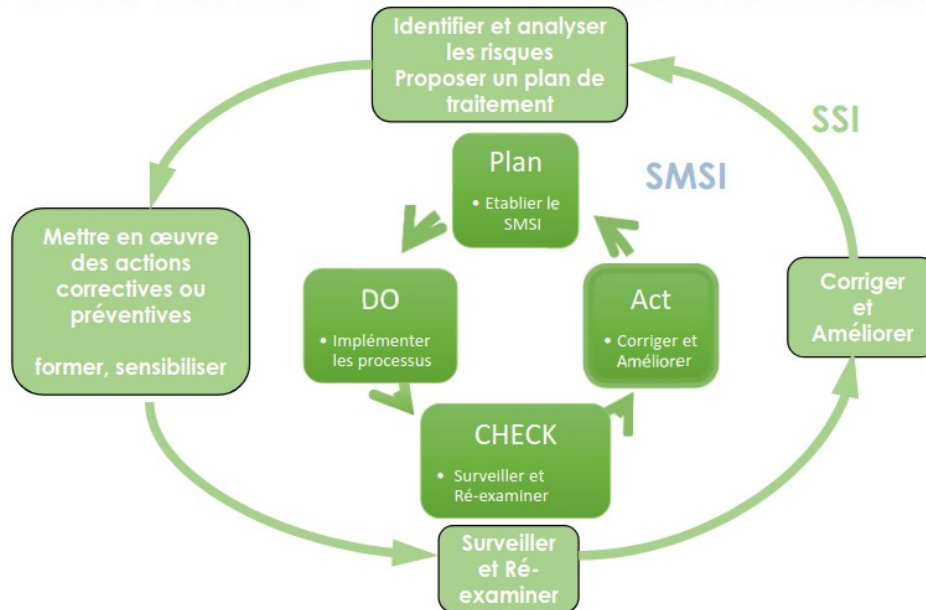 Identifier et analyser
les risques
Proposer un plan de
traitement
SSI
SMSI
Plan
• Etablier le
SMSI
Mettre en œuvre
des actions
correctives ou
préventives
former, sensibiliser
DO
• Implémenter
les processus
Act
• Corriger et
Améliorer
Corriger
et
Améliorer
CHECK
• Surveiller et
Ré-examiner
Surveiller
et Ré-
examiner